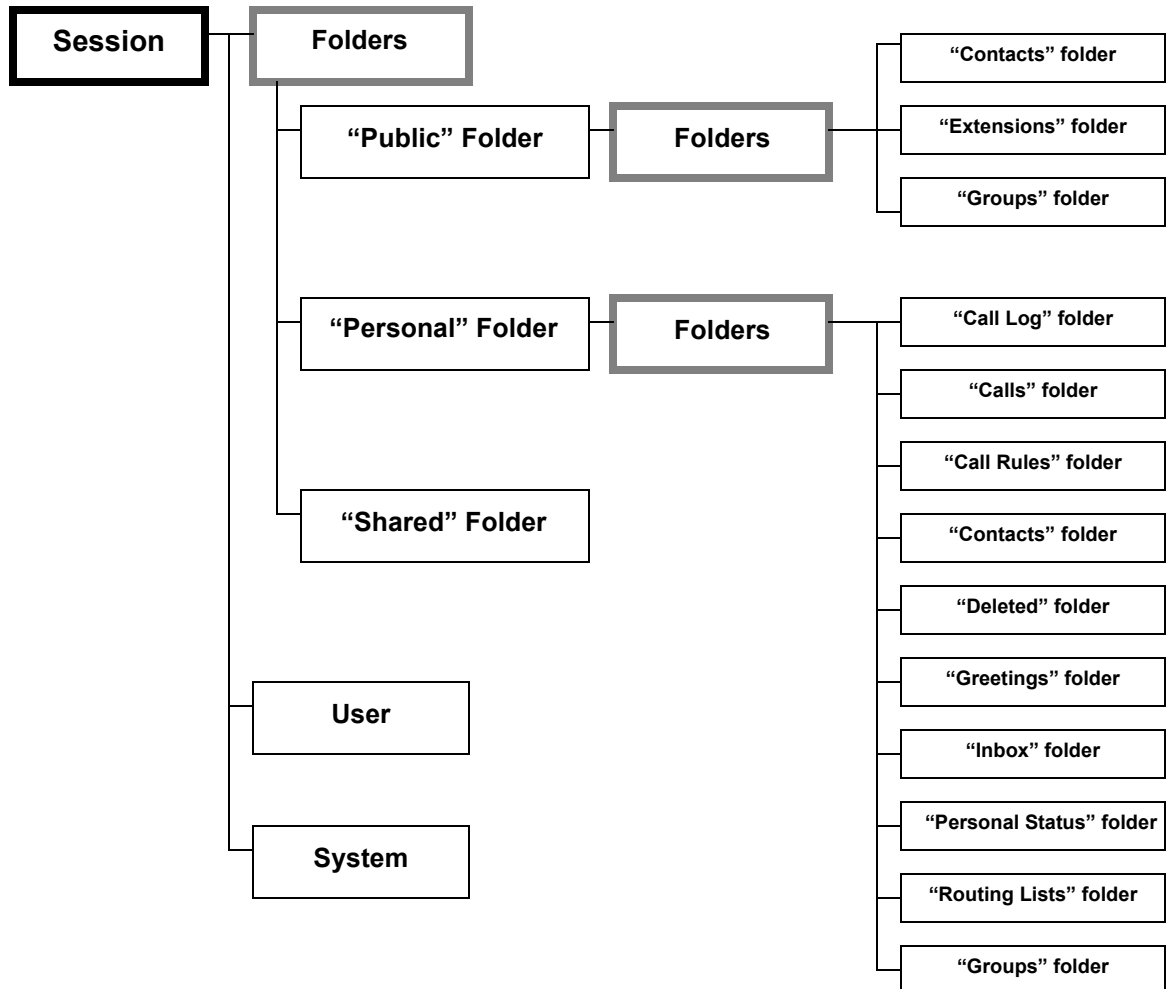 Session
Folders
“Contacts” folder
“Public” Folder
Folders
“Extensions” folder
“Groups” folder
“Personal” Folder
Folders
“Call Log” folder
“Calls” folder
“Call Rules” folder
“Shared” Folder
“Contacts” folder
“Deleted” folder
“Greetings” folder
User
“Inbox” folder
“Personal Status” folder
System
“Routing Lists” folder
“Groups” folder